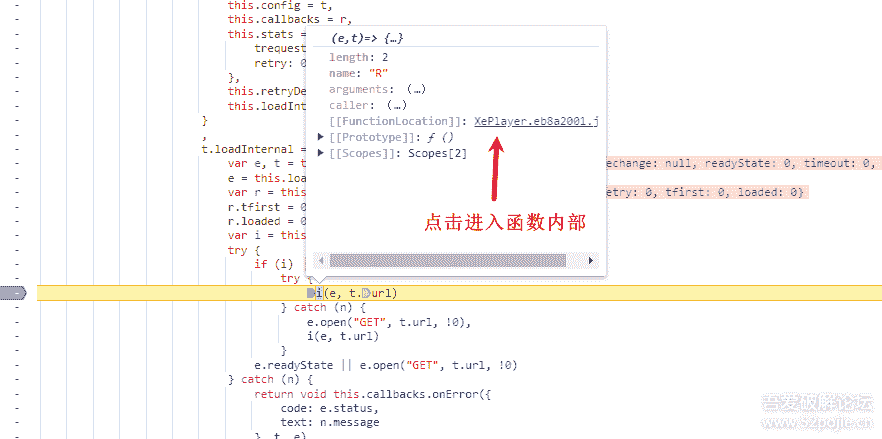 this.config = t,
this.callbacks = r,
this.stats =
trequest
retry: 0
},
this.retryDe
this.loadInt
}
,
t.loadInternal =
var e, t = t
e = this.loa
var r = this
r.tfirst = 0
r.loaded = 0
var i = this
try {
if (i)
try {
i(e, t.url)
} catch (n) {
e.open("GET", t.url, !0),
i(e, t.url)
}
e.readyState || e.open("GET", t.url, !0)
} catch (n) {
return void this.callbacks.onError({
code: e.status,
text: n.message
}, t, e)
(e,t)=> {…}
length: 2
name: "R"
arguments: (…)
caller: (…)
[[FunctionLocation]]: XePlayer.eb8a2001.j
[[Prototype]]: ƒ ()
[[Scopes]]: Scopes[2]
点击进入函数内部
echange: null, readyState: 0, timeout: 0,
etry: 0, tfirst: 0, loaded: 0}
吾爱破解论坛
www.52pojie.cn